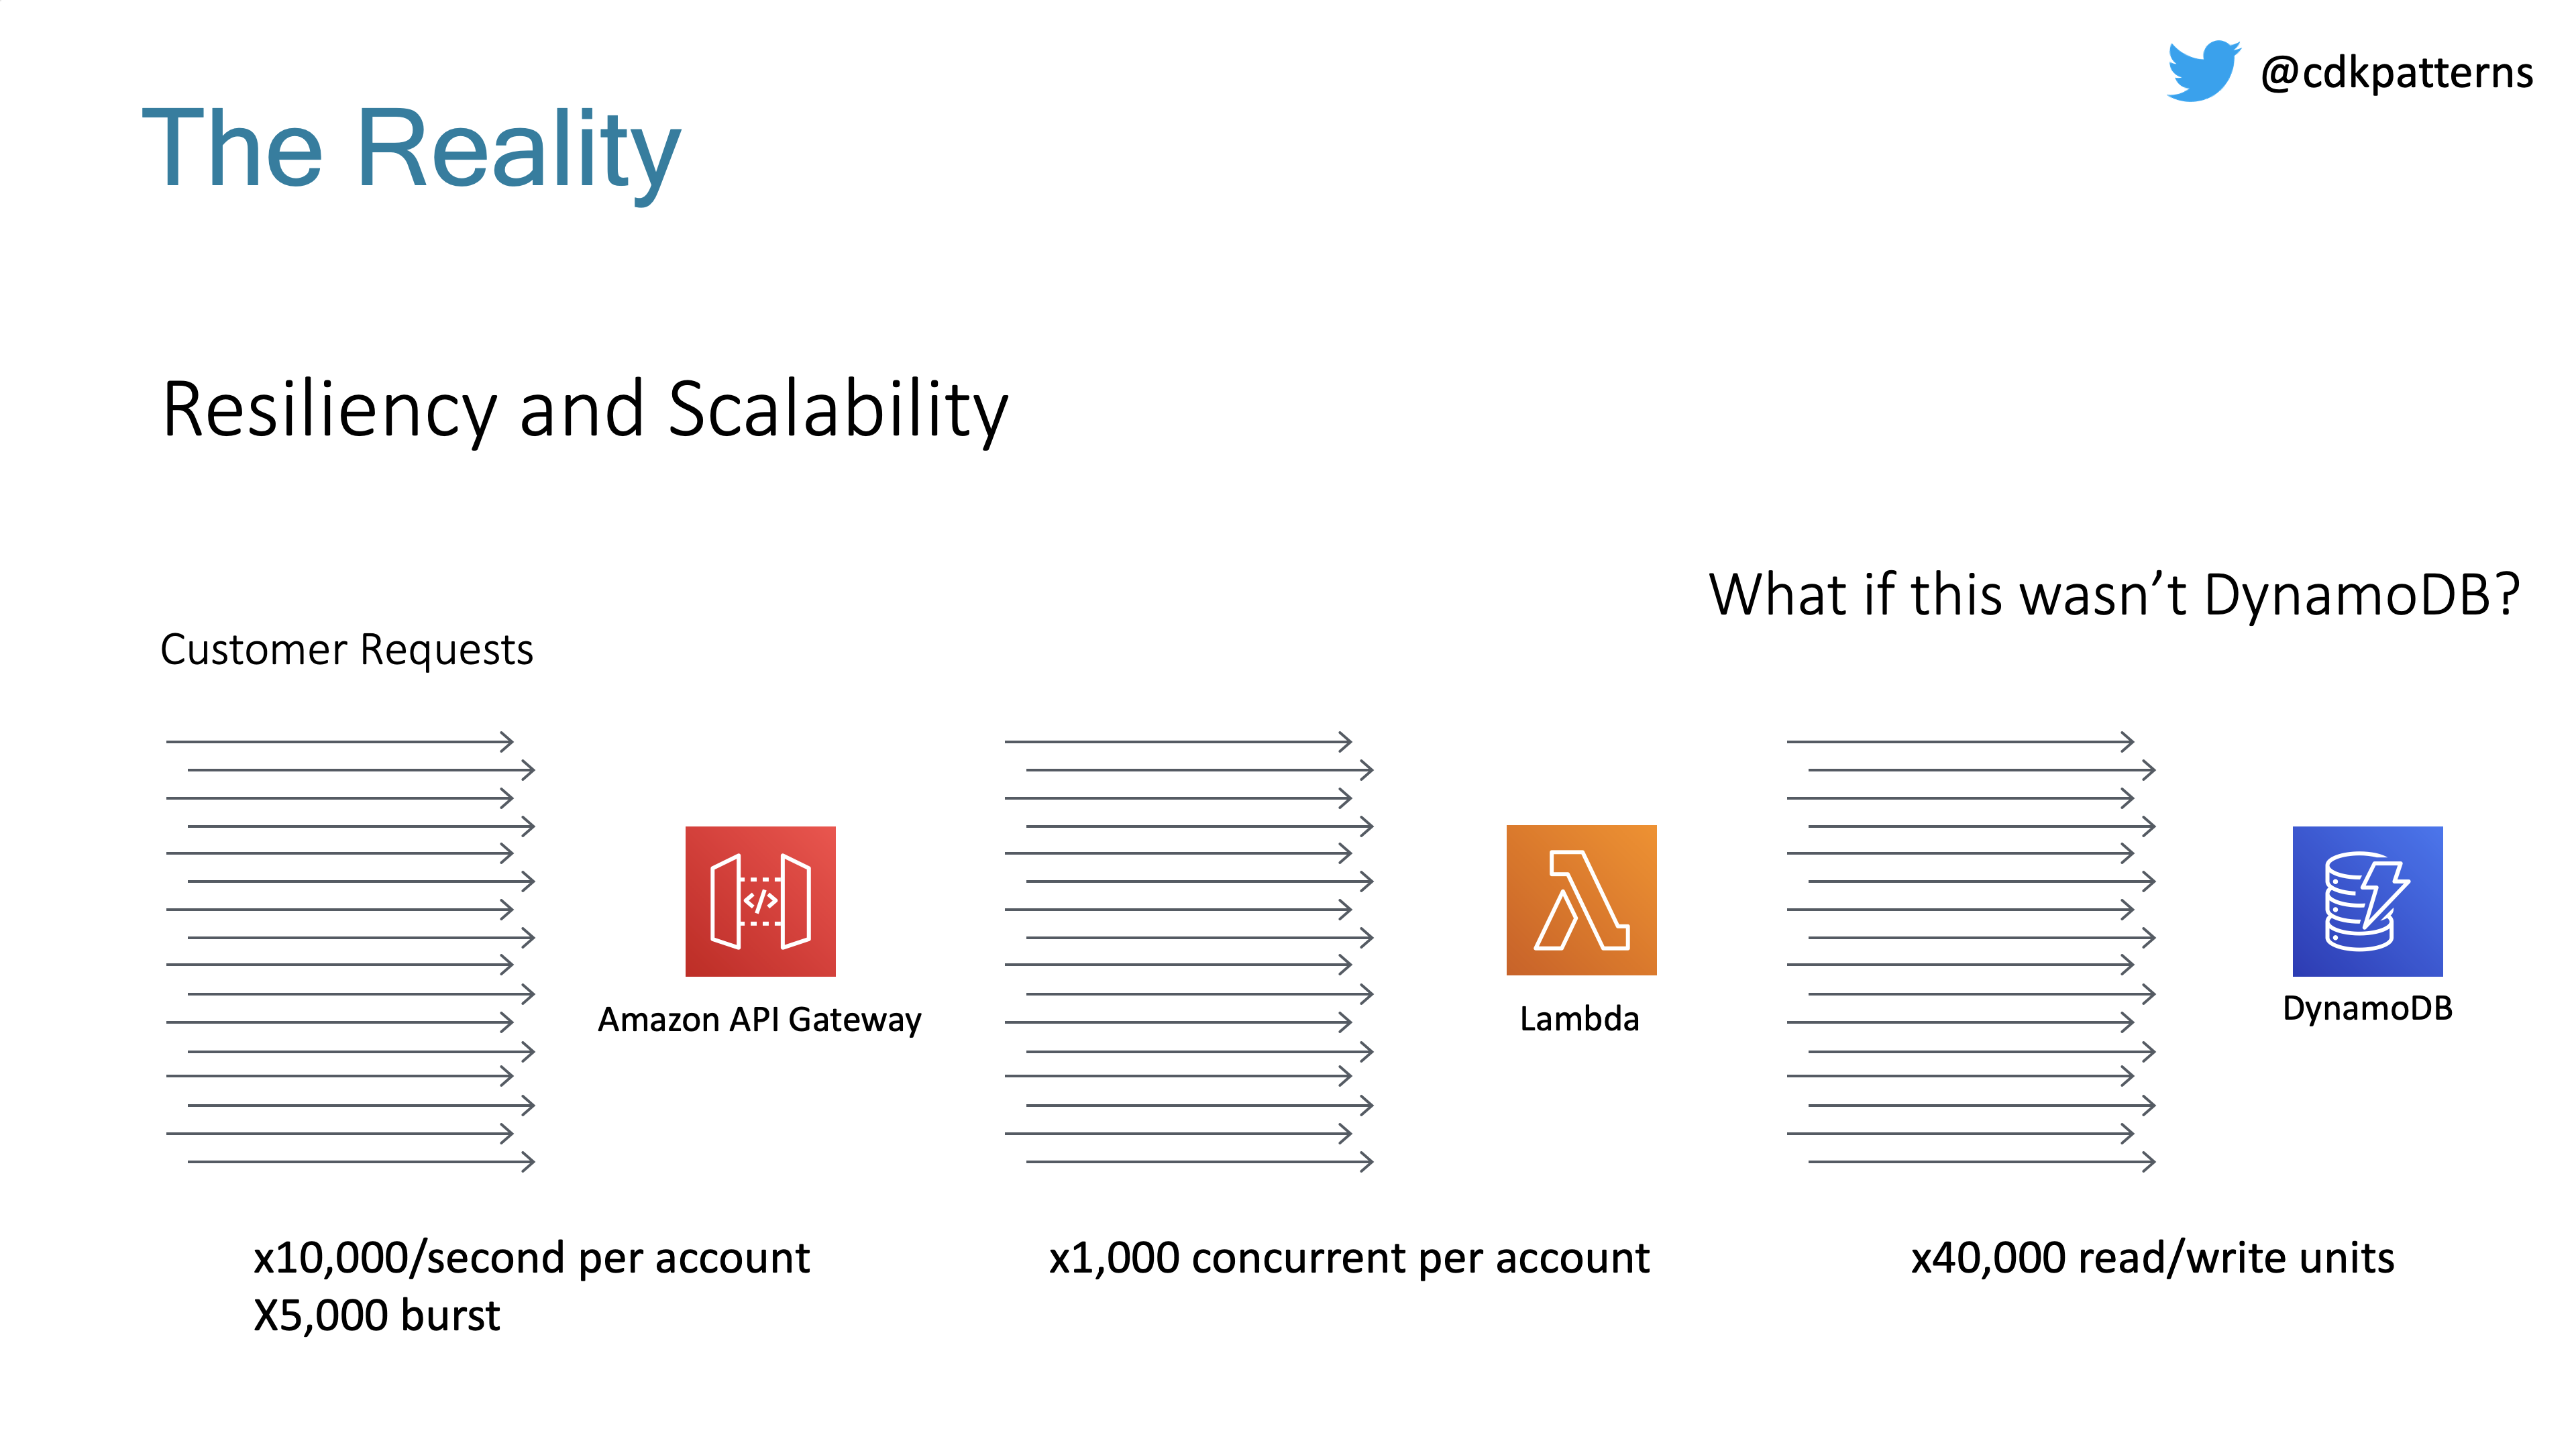 @cdkpatterns
The Reality
Resiliency and Scalability
What if this wasn’t DynamoDB?
Customer Requests
Amazon API Gateway
Lambda
DynamoDB
x10,000/second per account
X5,000 burst
x1,000 concurrent per account
x40,000 read/write units